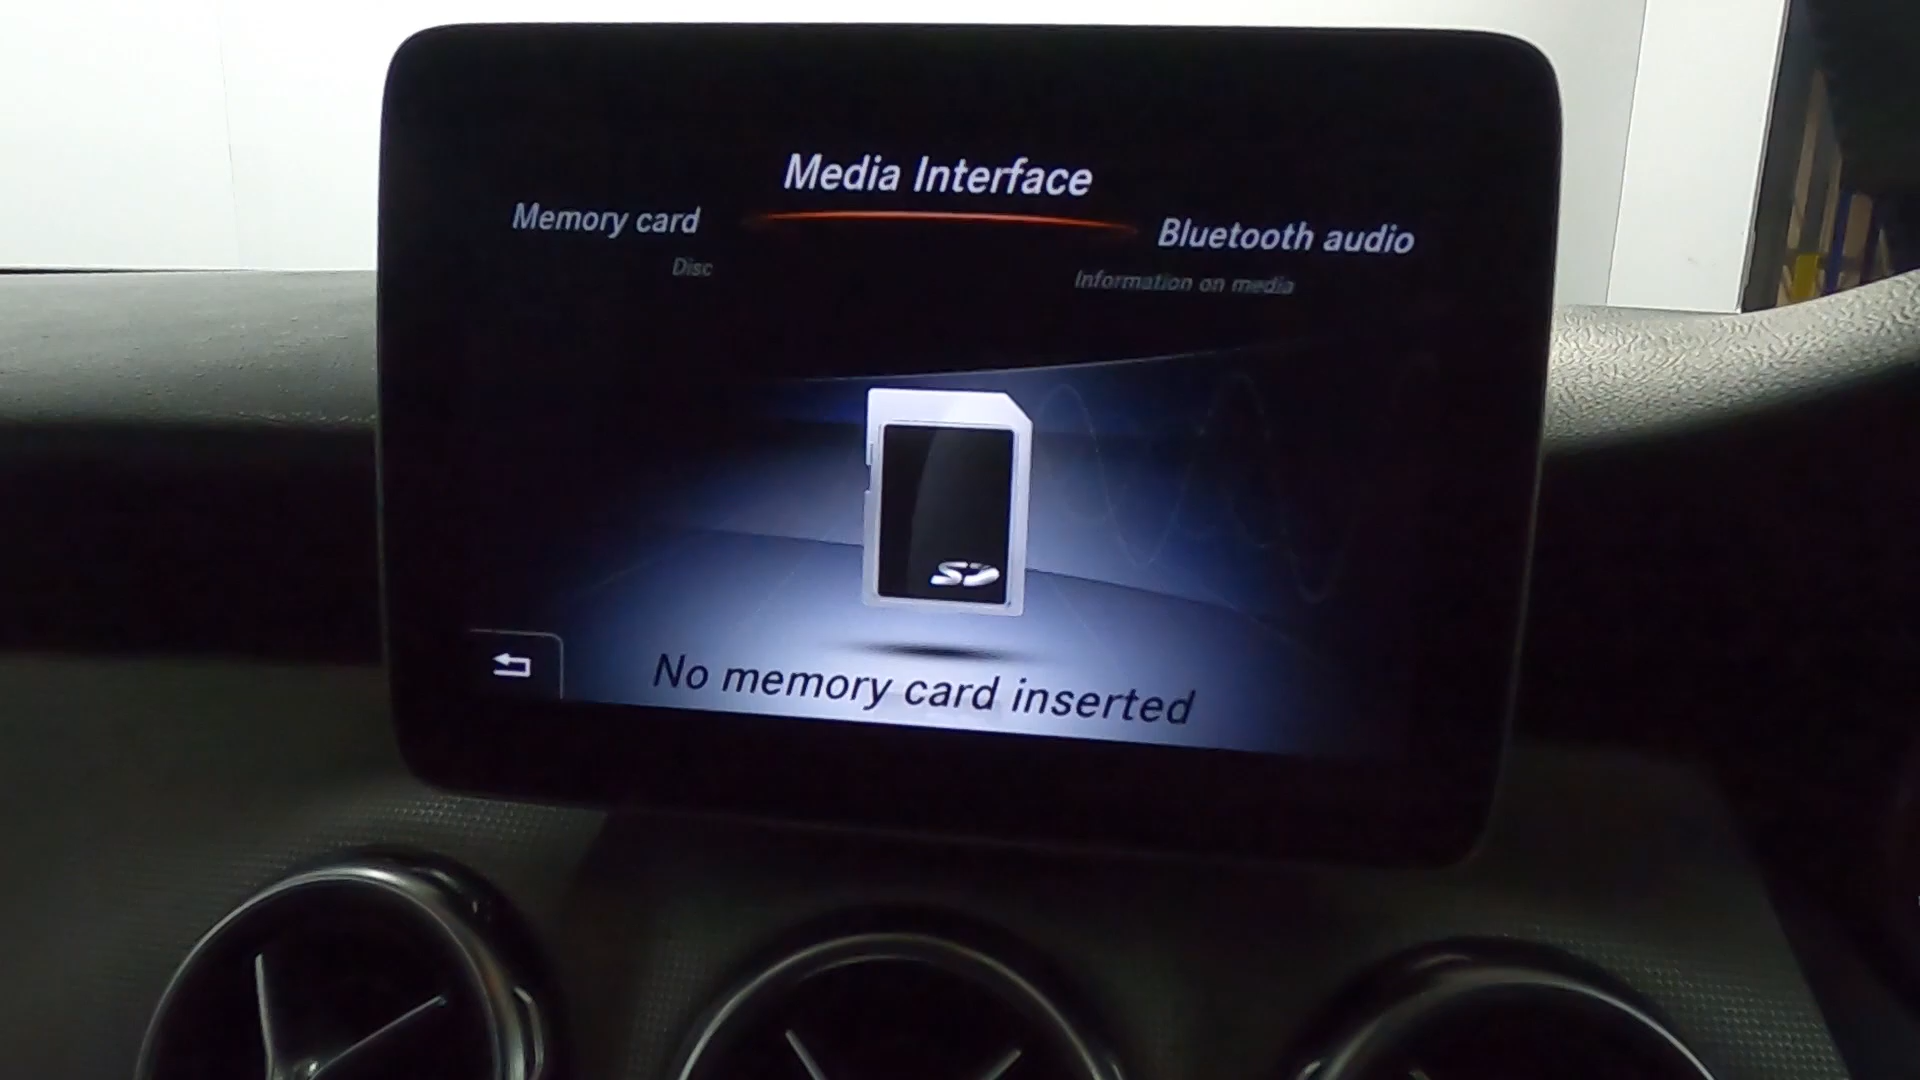 Media Interface
Memory card
Bluetooth audio
Disc
Information on media
SD
No memory card inserted